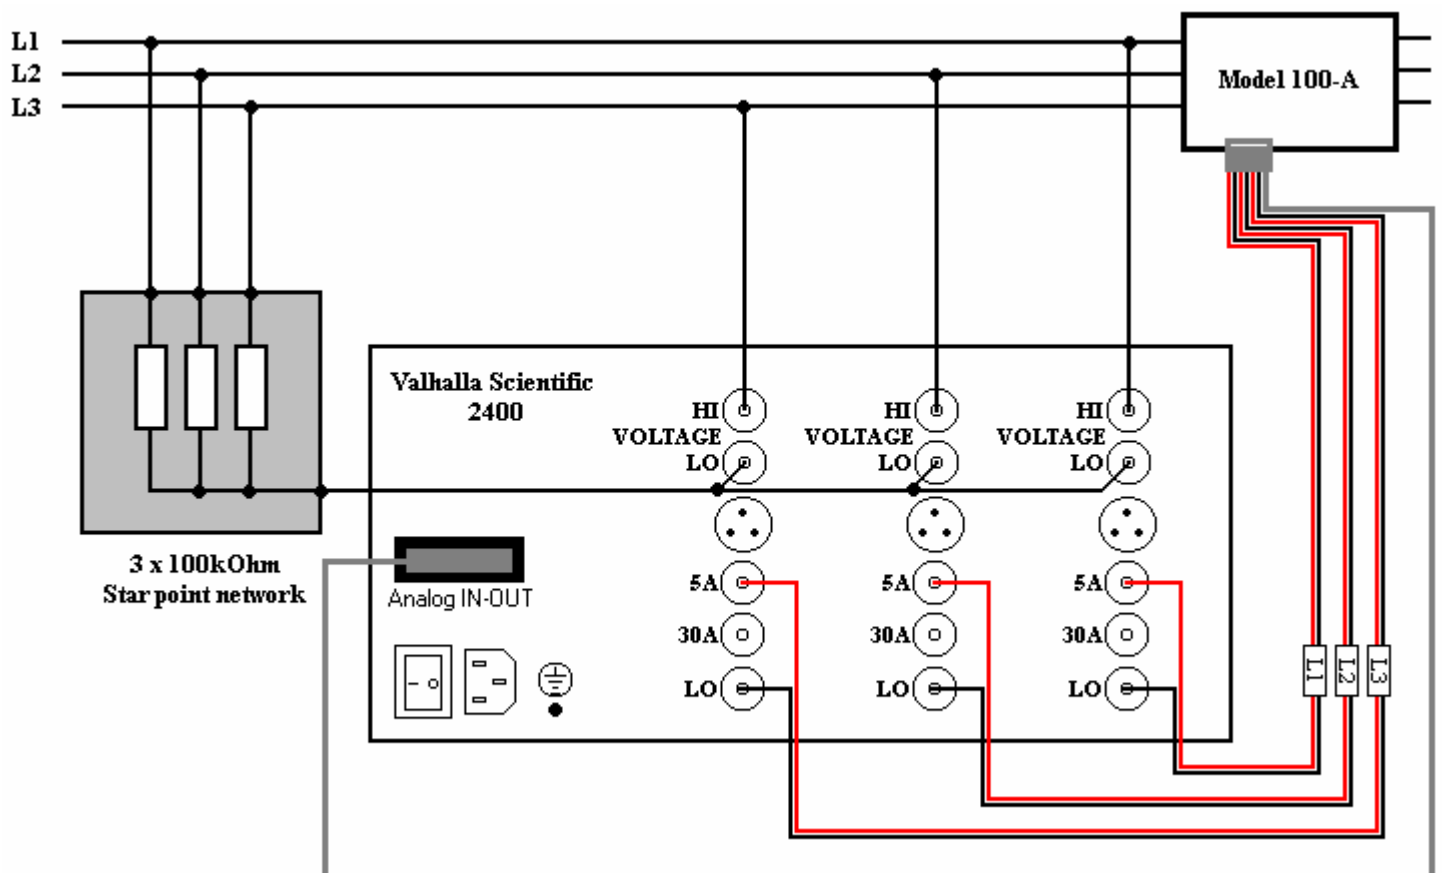 L1
L2
L3
Model 100-A
Valhalla Scientific
2400
HI
VOLTAGE
LO
HI
VOLTAGE
LO
HI
VOLTAGE
LO
3 x 100kOhm
Star point network
Analog IN-OUT
5A
5A
5A
30A
30A
30A
LO
LO
LO
L1
L2
L3